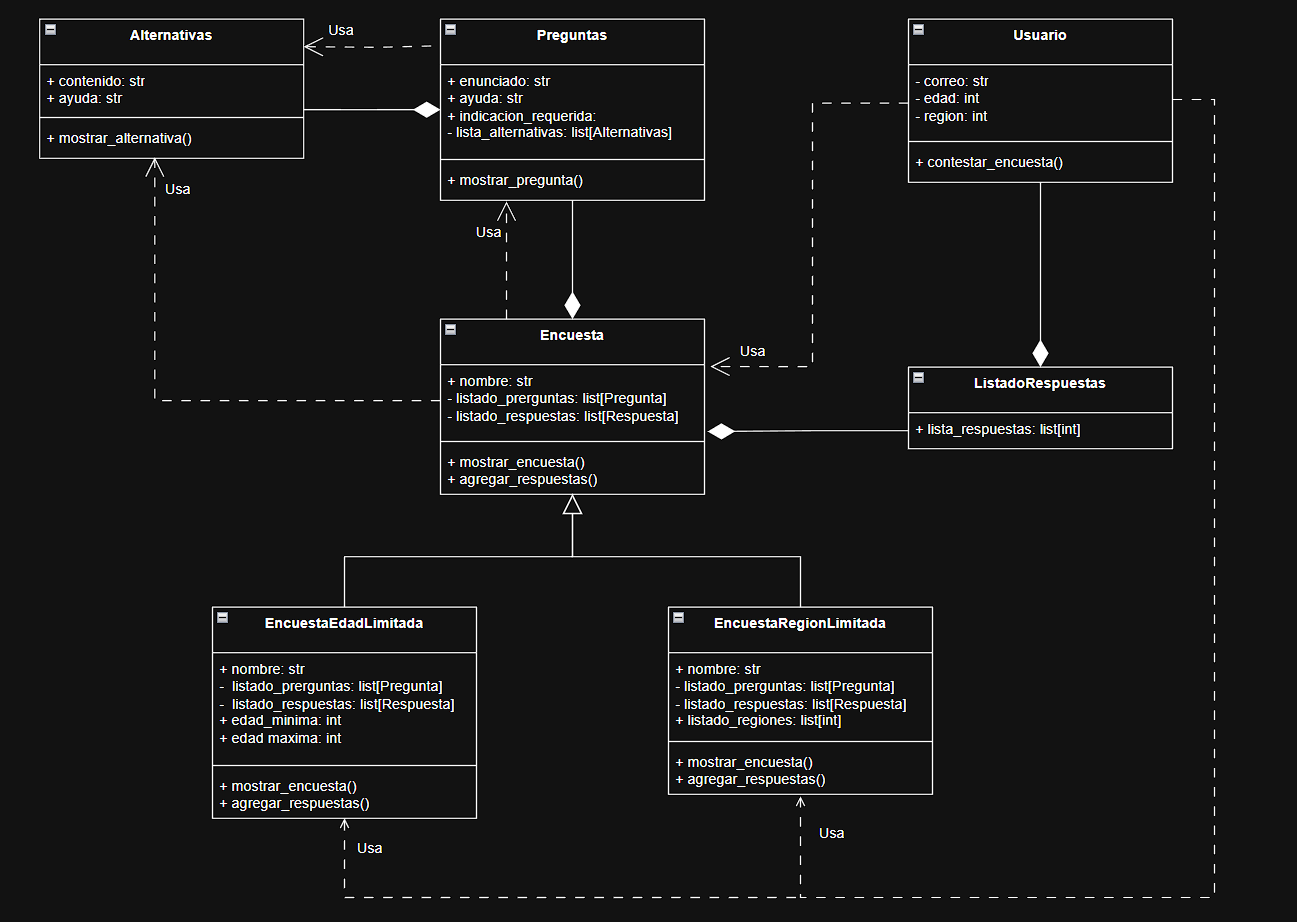 Alternativas
+ contenido: str
+ ayuda: str
+ mostrar_alternativa()
Usa
Preguntas
+ enunciado: str
+ ayuda: str
+ indicacion_requerida:
- lista_alternativas: list[Alternativas]
+ mostrar_pregunta()
Usuario
- correo: str
- edad: int
- region: int
+ contestar_encuesta()
Usa
Usa
Encuesta
+ nombre: str
- listado_prerguntas: list[Pregunta]
- listado_respuestas: list[Respuesta]
+ mostrar_encuesta()
+ agregar_respuestas()
Usa
ListadoRespuestas
+ lista_respuestas: list[int]
EncuestaEdadLimitada
+ nombre: str
- listado_prerguntas: list[Pregunta]
- listado_respuestas: list[Respuesta]
+ edad_minima: int
+ edad maxima: int
+ mostrar_encuesta()
+ agregar_respuestas()
Usa
EncuestaRegionLimitada
+ nombre: str
- listado_prerguntas: list[Pregunta]
- listado_respuestas: list[Respuesta]
+ listado_regiones: list[int]
+ mostrar_encuesta()
+ agregar_respuestas()
Usa